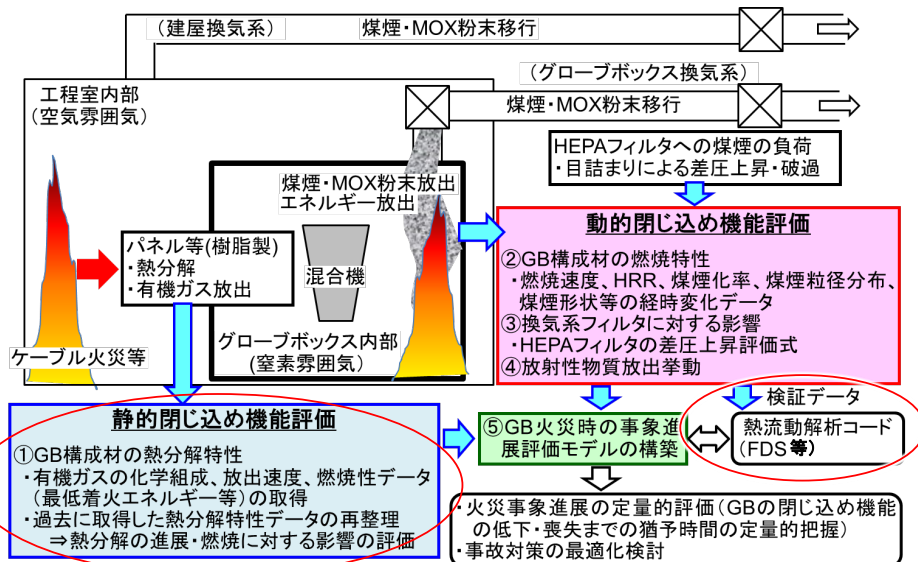 (建屋換気系)
煤煙・MOX粉末移行
(グローブボックス換気系)
煤煙・MOX粉末移行
工程室内部
(空気雰囲気)
HEPAフィルタへの煤煙の負荷
・目詰まりによる差圧上昇・破過
煤煙・MOX粉末放出
エネルギー放出
パネル等(樹脂製)
・熱分解
・有機ガス放出
混合機
グローブボックス内部
(窒素雰囲気)
ケーブル火災等
動的閉じ込め機能評価
②GB構成材の燃焼特性
・燃焼速度、HRR、煤煙化率、煤煙粒径分布、
煤煙形状等の経時変化データ
③換気系フィルタに対する影響
・HEPAフィルタの差圧上昇評価式
④放射性物質放出挙動
静的閉じ込め機能評価
①GB構成材の熱分解特性
・有機ガスの化学組成、放出速度、燃焼性データ
(最低着火エネルギー等)の取得
・過去に取得した熱分解特性データの再整理
⇒熱分解の進展・燃焼に対する影響の評価
⑤GB火災時の事象進
展評価モデルの構築
検証データ
熱流動解析コード
(FDS等)
・火災事象進展の定量的評価(GBの閉じ込め機能
の低下・喪失までの猶予時間の定量的把握)
・事故対策の最適化検討